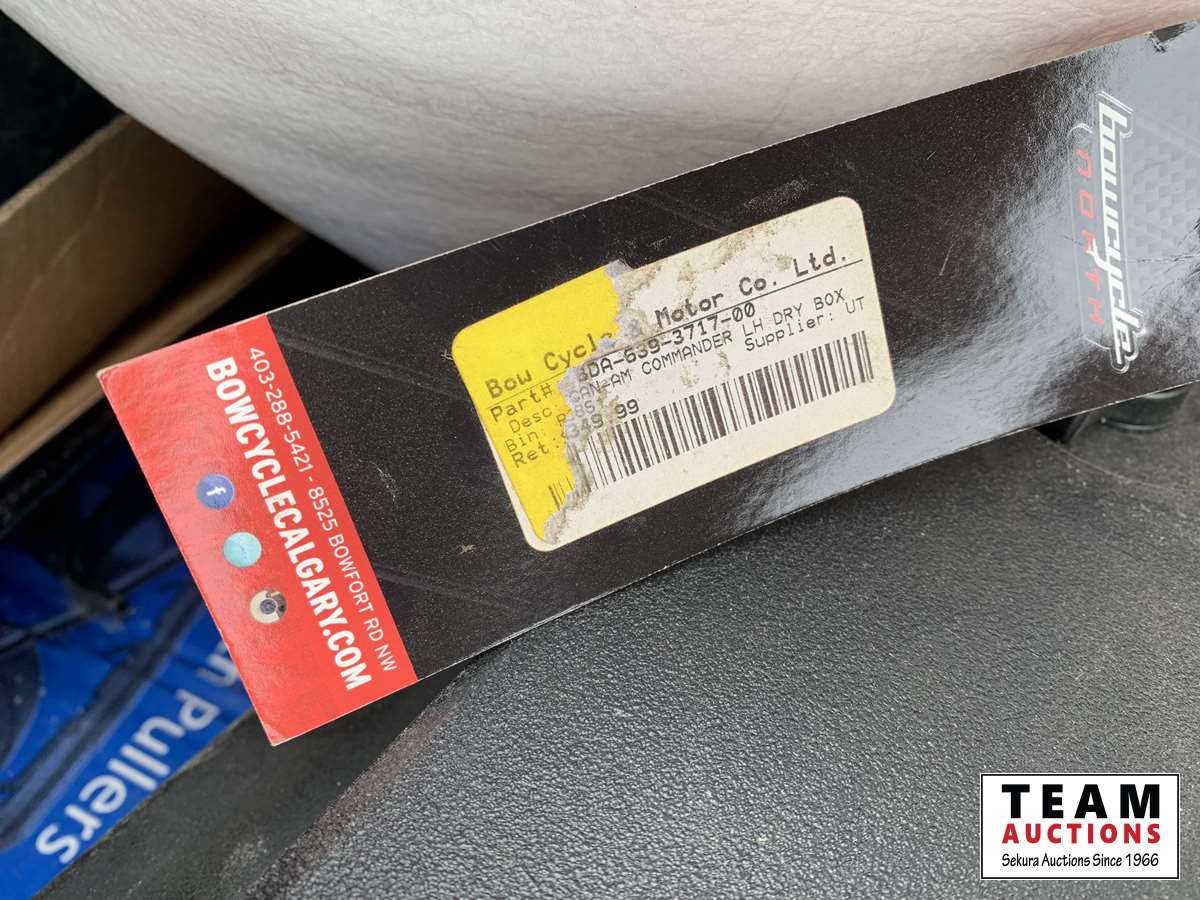 bowcycle
NORTH
Bow Cycle Motor Co. Ltd.
Part# DA-639-3717-00
Desc AN-AM COMMANDER LH DRY BOX
Bin Supplier: UT
Ret: 49.99
403-288-5421 - 8525 BOWFORT RD NW
BOWCYCLECALGARY.COM
f
Pullers
TEAM
AUCTIONS
Sekura Auctions Since 1966